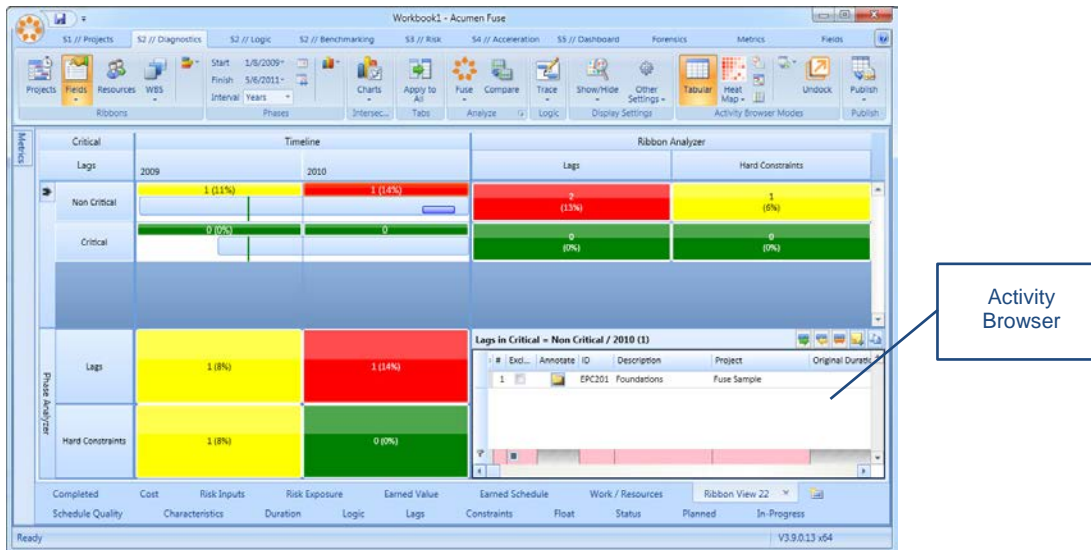 Workbook1 - Acumen Fuse
S1 // Projects S2 // Diagnostics S2 // Logic S2 // Benchmarking S3 // Risk S4 // Acceleration S5 // Dashboard Forensics Metrics Fields
Start 1/8/2009
Finish 5/6/2011
Interval Years
Projects Fields Resources WBS Charts Apply to All Fuse Compare Trace Show/Hide Other Settings Tabular Heat Map Undock Publish
Ribbons Phases Intersec... Tabs Analyze Logic Display Settings Activity Browser Modes Publish
Metrics
Critical Timeline Ribbon Analyzer
Lags 2009 2010 Lags Hard Constraints
Non Critical 1 (11%) 1 (14%) 2 (13%) 1 (6%)
Critical 0 (0%) 0 0 (0%) 0 (0%)
Activity Browser
Phase Analyzer
Lags 1 (8%) 1 (14%)
Hard Constraints 1 (8%) 0 (0%)
Lags in Critical = Non Critical / 2010 (1)
# Excl... Annotate ID Description Project Original Duratic
1 EPC201 Foundations Fuse Sample
Completed Cost Risk Inputs Risk Exposure Earned Value Earned Schedule Work / Resources Ribbon View 22
Schedule Quality Characteristics Duration Logic Lags Constraints Float Status Planned In-Progress
Ready V3.9.0.13 x64